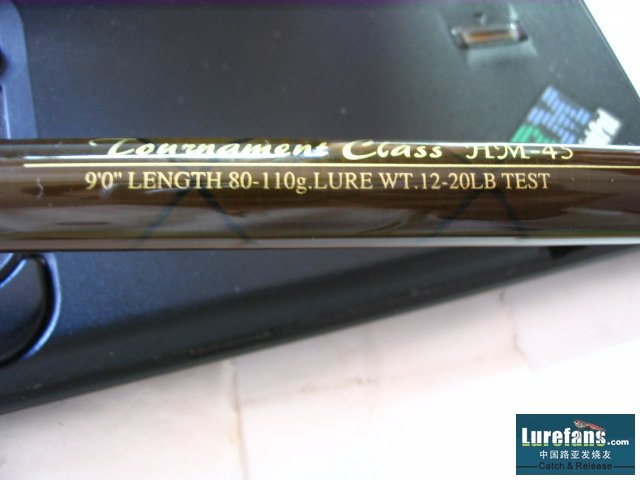 Tournament Class HM-45
9'0" LENGTH 80-110g.LURE WT.12-20LB TEST
Lurefans.com
中国路亚发烧友
Catch & Release